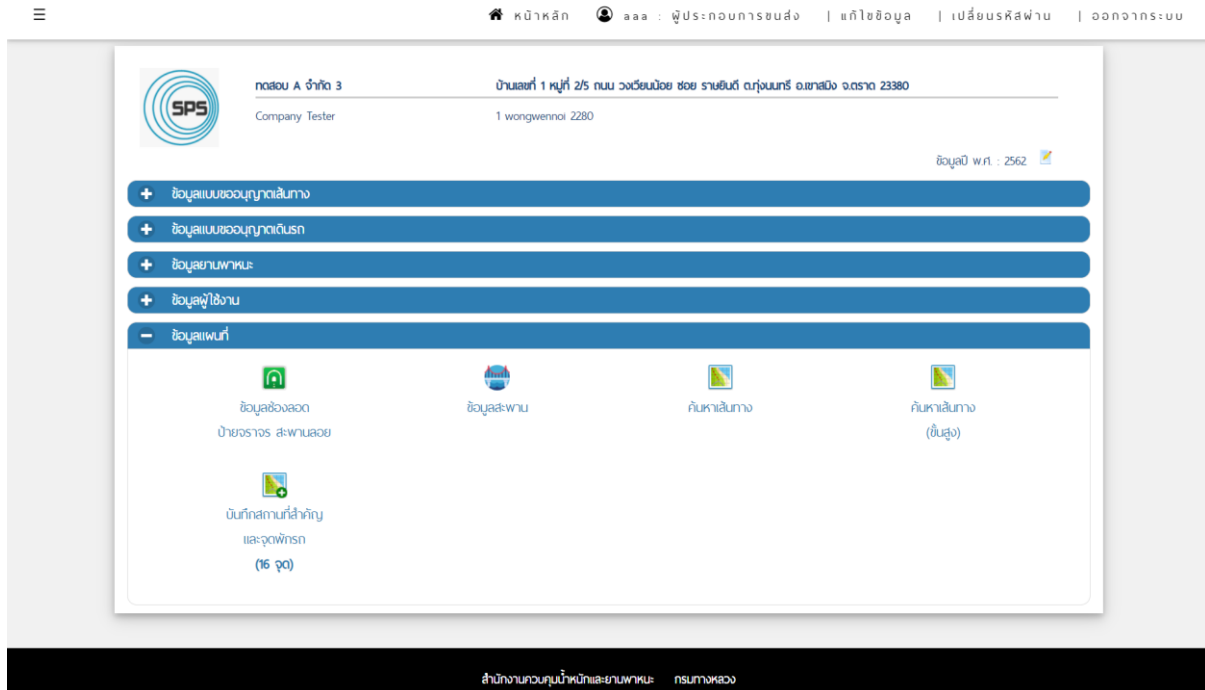 ☰ หน้าหลัก aaa : ผู้ประกอบการขนส่ง | แก้ไขข้อมูล | เปลี่ยนรหัสผ่าน | ออกจากระบบ
SPS
ทดสอบ A จำกัด 3 บ้านเลขที่ 1 หมู่ที่ 2/5 ถนน วงเวียนน้อย ซอย รายยินดี ต.ทุ่งนนทรี อ.เขาสมิง จ.ตราด 23380
Company Tester 1 wongwennoi 2280
ข้อมูลปี พ.ศ. : 2562
ข้อมูลแบบขออนุญาตเส้นทาง
ข้อมูลแบบขออนุญาตเดินรถ
ข้อมูลยานพาหนะ
ข้อมูลผู้ใช้งาน
ข้อมูลแผนที่
ข้อมูลช่องลอด
ป้ายจราจร สะพานลอย
ข้อมูลสะพาน
ค้นหาเส้นทาง
ค้นหาเส้นทาง
(ขั้นสูง)
บันทึกสถานที่สำคัญ
และจุดพักรถ
(16 จุด)
สำนักงานควบคุมน้ำหนักและยานพาหนะ กรมทางหลวง